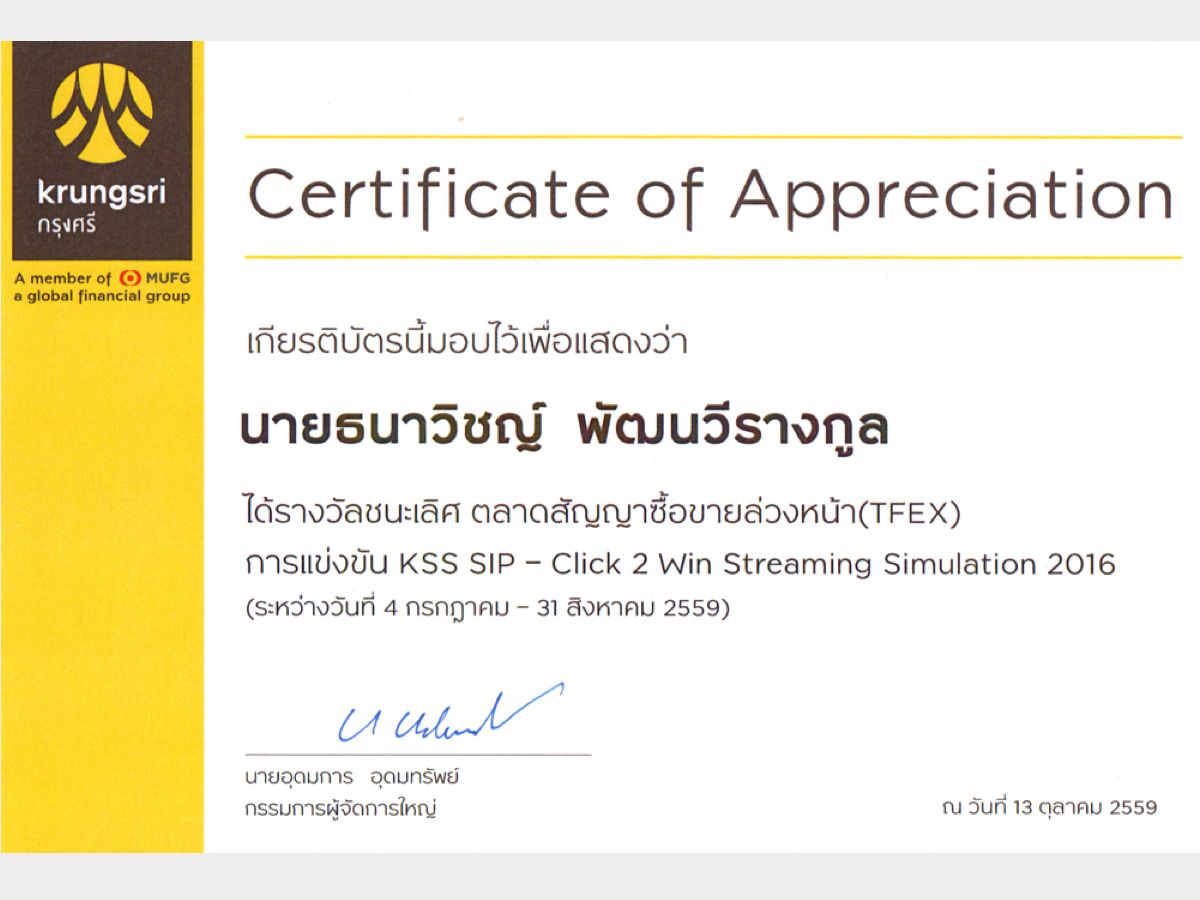 krungsri
กรุงศรี
A member of MUFG
a global financial group
Certificate of Appreciation
เกียรติบัตรนี้มอบไว้เพื่อแสดงว่า
นายธนาวิชญ์ พัฒนวีรางกูล
ได้รางวัลชนะเลิศ ตลาดสัญญาซื้อขายล่วงหน้า(TFEX)
การแข่งขัน KSS SIP – Click 2 Win Streaming Simulation 2016
(ระหว่างวันที่ 4 กรกฎาคม – 31 สิงหาคม 2559)
นายอุดมการ อุดมทรัพย์
กรรมการผู้จัดการใหญ่
ณ วันที่ 13 ตุลาคม 2559